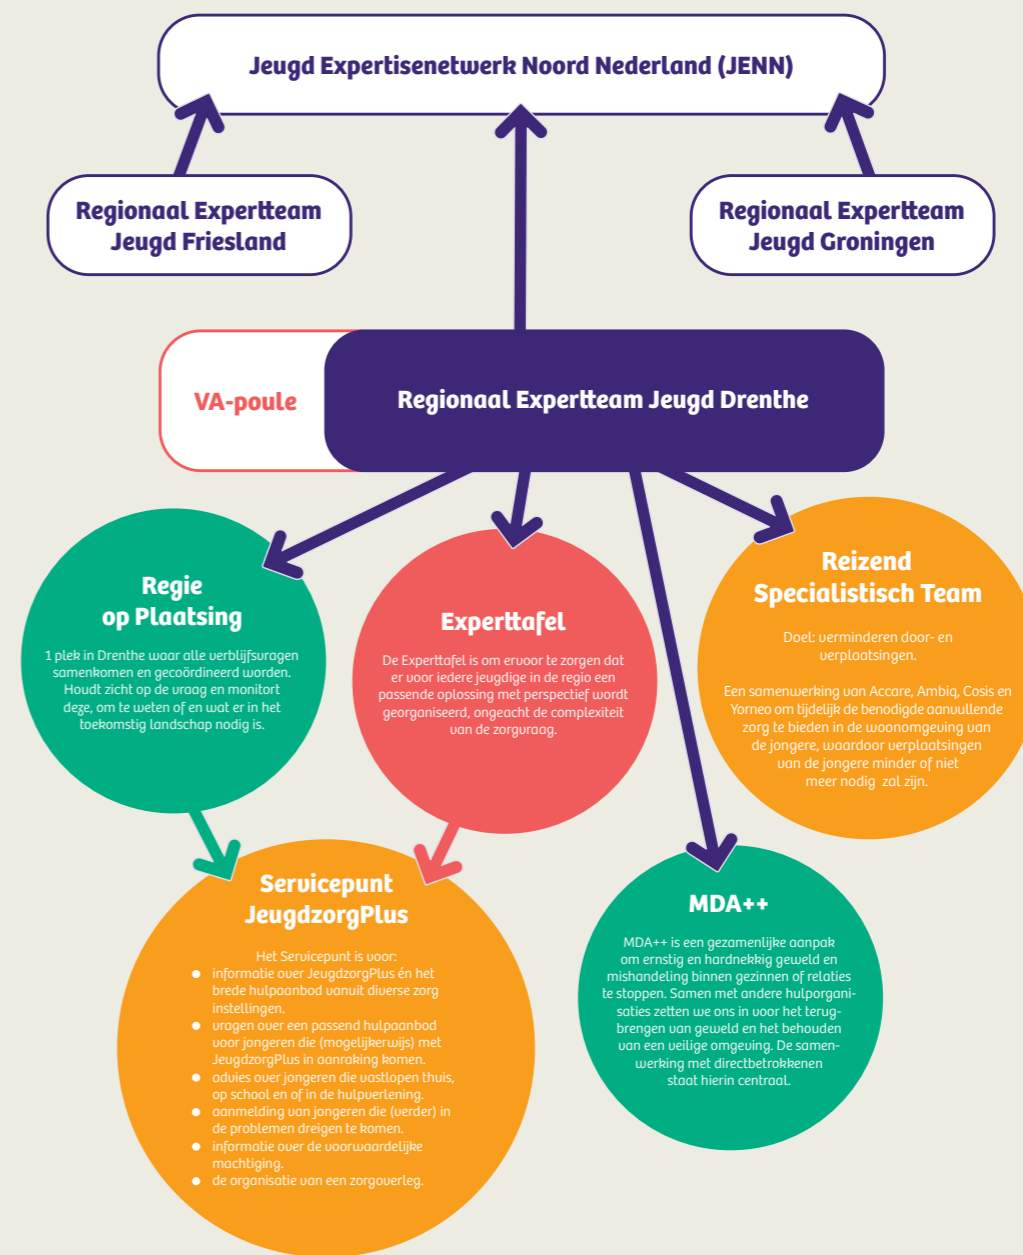 Jeugd Expertisenetwerk Noord Nederland (JENN)
Regionaal Expertteam
Jeugd Friesland
Regionaal Expertteam
Jeugd Groningen
VA-poule
Regionaal Expertteam Jeugd Drenthe
Regie
op Plaatsing
1 plek in Drenthe waar alle verblijfsvragen
samenkomen en gecoördineerd worden.
Houdt zicht op de vraag en monitort
deze, om te weten of en wat er in het
toekomstig landschap nodig is.
Experttafel
De Experttafel is om ervoor te zorgen dat
er voor iedere jeugdige in de regio een
passende oplossing met perspectief wordt
georganiseerd, ongeacht de complexiteit
van de zorgvraag.
Reizend
Specialistisch Team
Doel: verminderen door- en
verplaatsingen.
Een samenwerking van Accare, Ambiq, Cosis en
Yorneo om tijdelijk de benodigde aanvullende
zorg te bieden in de woonomgeving van
de jongere, waardoor verplaatsingen
van de jongere minder of niet
meer nodig zal zijn.
Servicepunt
JeugdzorgPlus
Het Servicepunt is voor:
● informatie over JeugdzorgPlus én het
brede hulpaanbod vanuit diverse zorg
instellingen.
● vragen over een passend hulpaanbod
voor jongeren die (mogelijkerwijs) met
JeugdzorgPlus in aanraking komen.
● advies over jongeren die vastlopen thuis,
op school en of in de hulpverlening.
● aanmelding van jongeren die (verder) in
de problemen dreigen te komen.
● informatie over de voorwaardelijke
machtiging.
● de organisatie van een zorgoverleg.
MDA++
MDA++ is een gezamenlijke aanpak
om ernstig en hardnekkig geweld en
mishandeling binnen gezinnen of relaties
te stoppen. Samen met andere hulporgani-
saties zetten we ons in voor het terug-
brengen van geweld en het behouden
van een veilige omgeving. De samen-
werking met directbetrokkenen
staat hierin centraal.